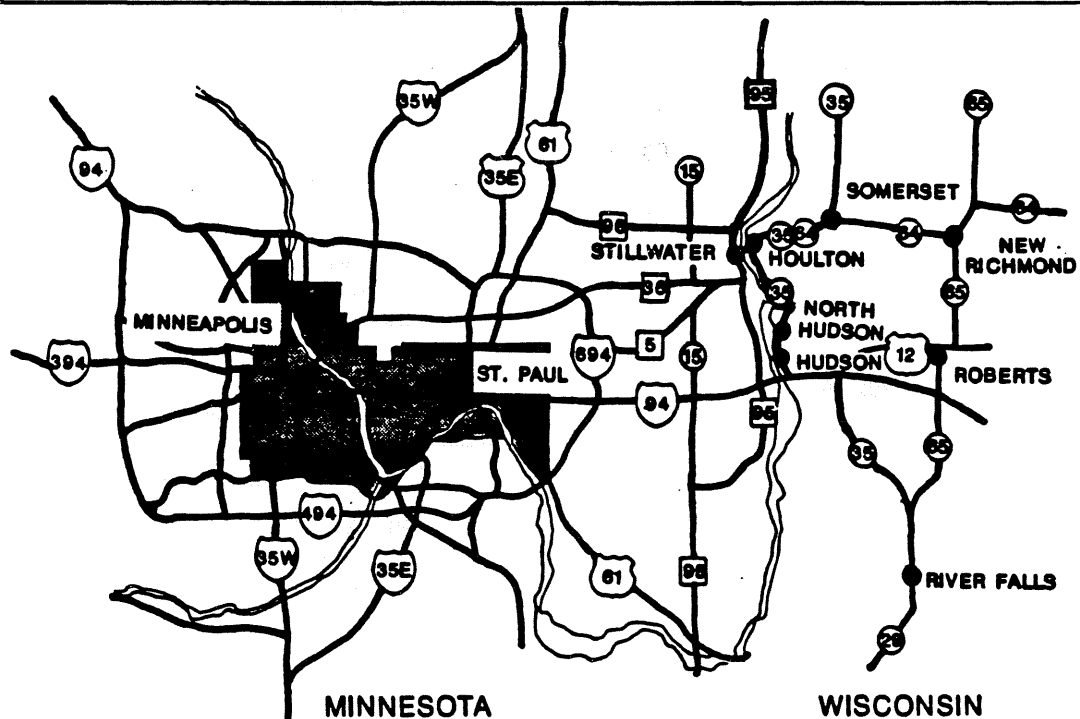 35W
95
35
65
61
94
35E
15
SOMERSET
64
96
35
64
64
STILLWATER
HOULTON
NEW
RICHMOND
36
35
65
MINNEAPOLIS
NORTH
HUDSON
394
694
5
15
HUDSON
12
ST. PAUL
ROBERTS
94
95
35
65
494
35W
35E
61
95
RIVER FALLS
29
MINNESOTA
WISCONSIN